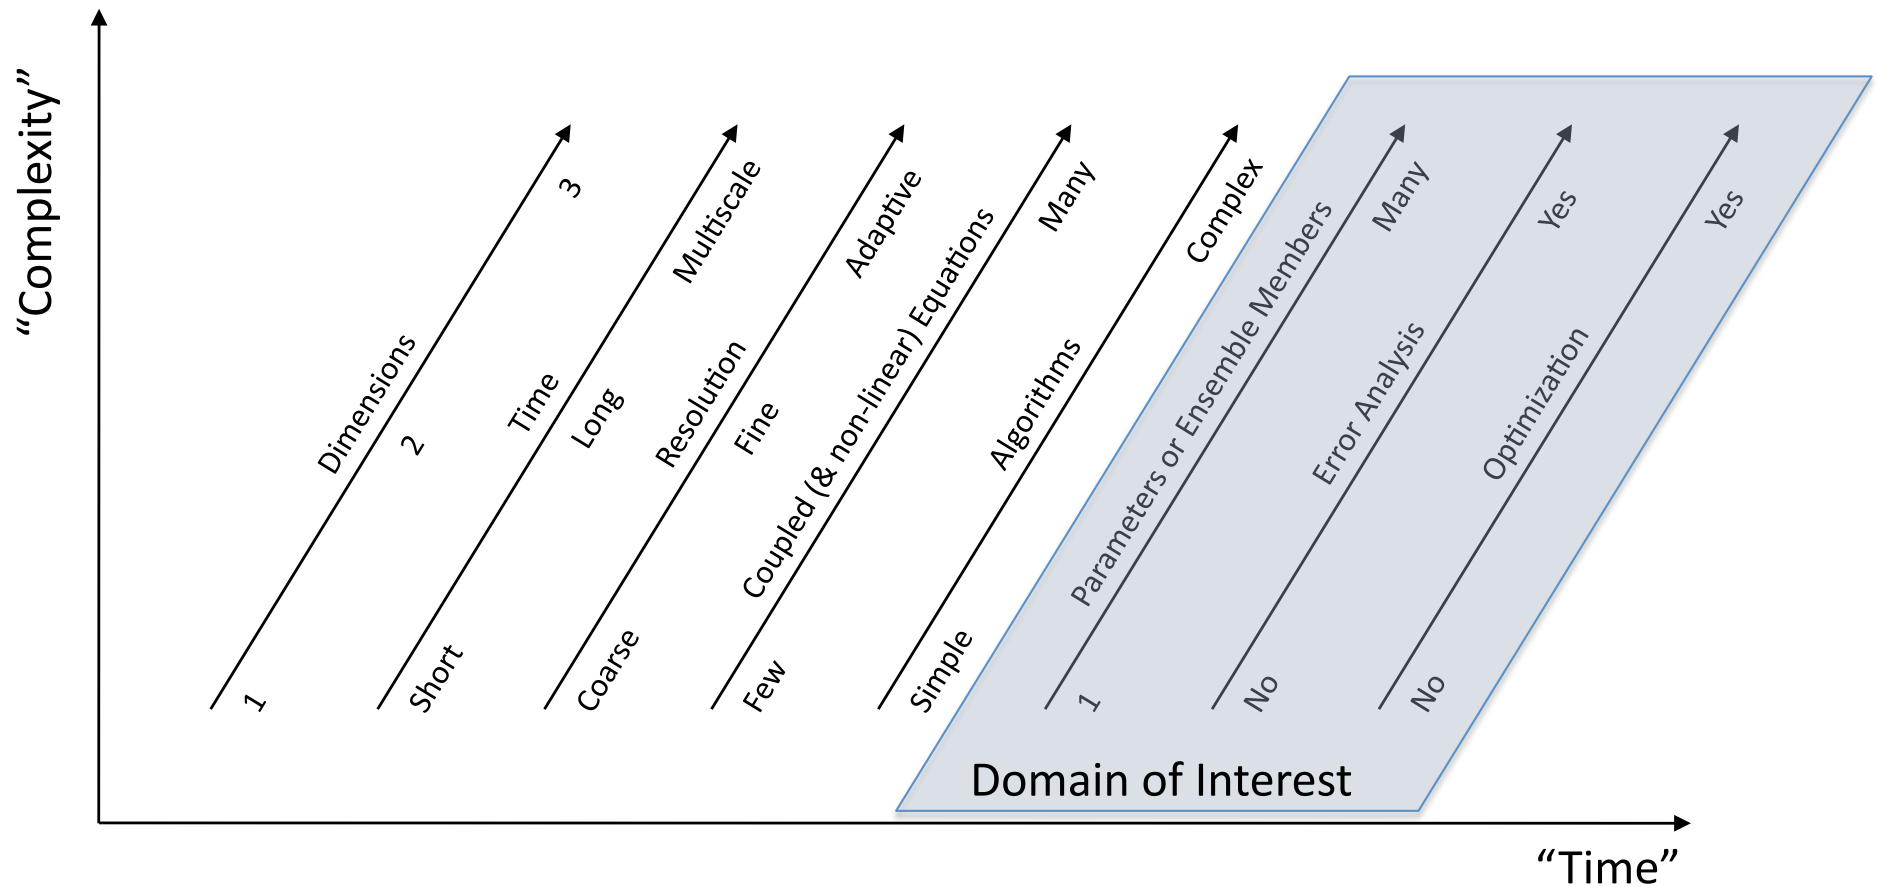 “Complexity”
Dimensions
1
2
3
Time
Short
Long
Multiscale
Resolution
Coarse
Fine
Adaptive
Coupled (& non-linear) Equations
Few
Many
Algorithms
Simple
Complex
Parameters or Ensemble Members
1
Many
Error Analysis
No
Yes
Optimization
No
Yes
Domain of Interest
“Time”